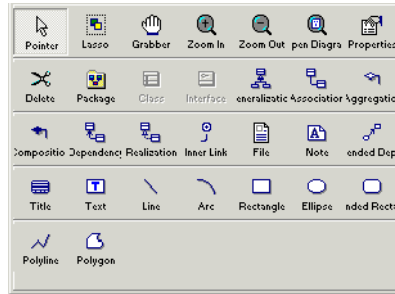 Pointer Lasso Grabber Zoom In Zoom Out pen Diagra Properties
Delete Package Class Interface eneralizatic Association Aggregatio
Compositio Dependency Realization Inner Link File Note ended Dep
Title Text Line Arc Rectangle Ellipse nded Rect
Polyline Polygon